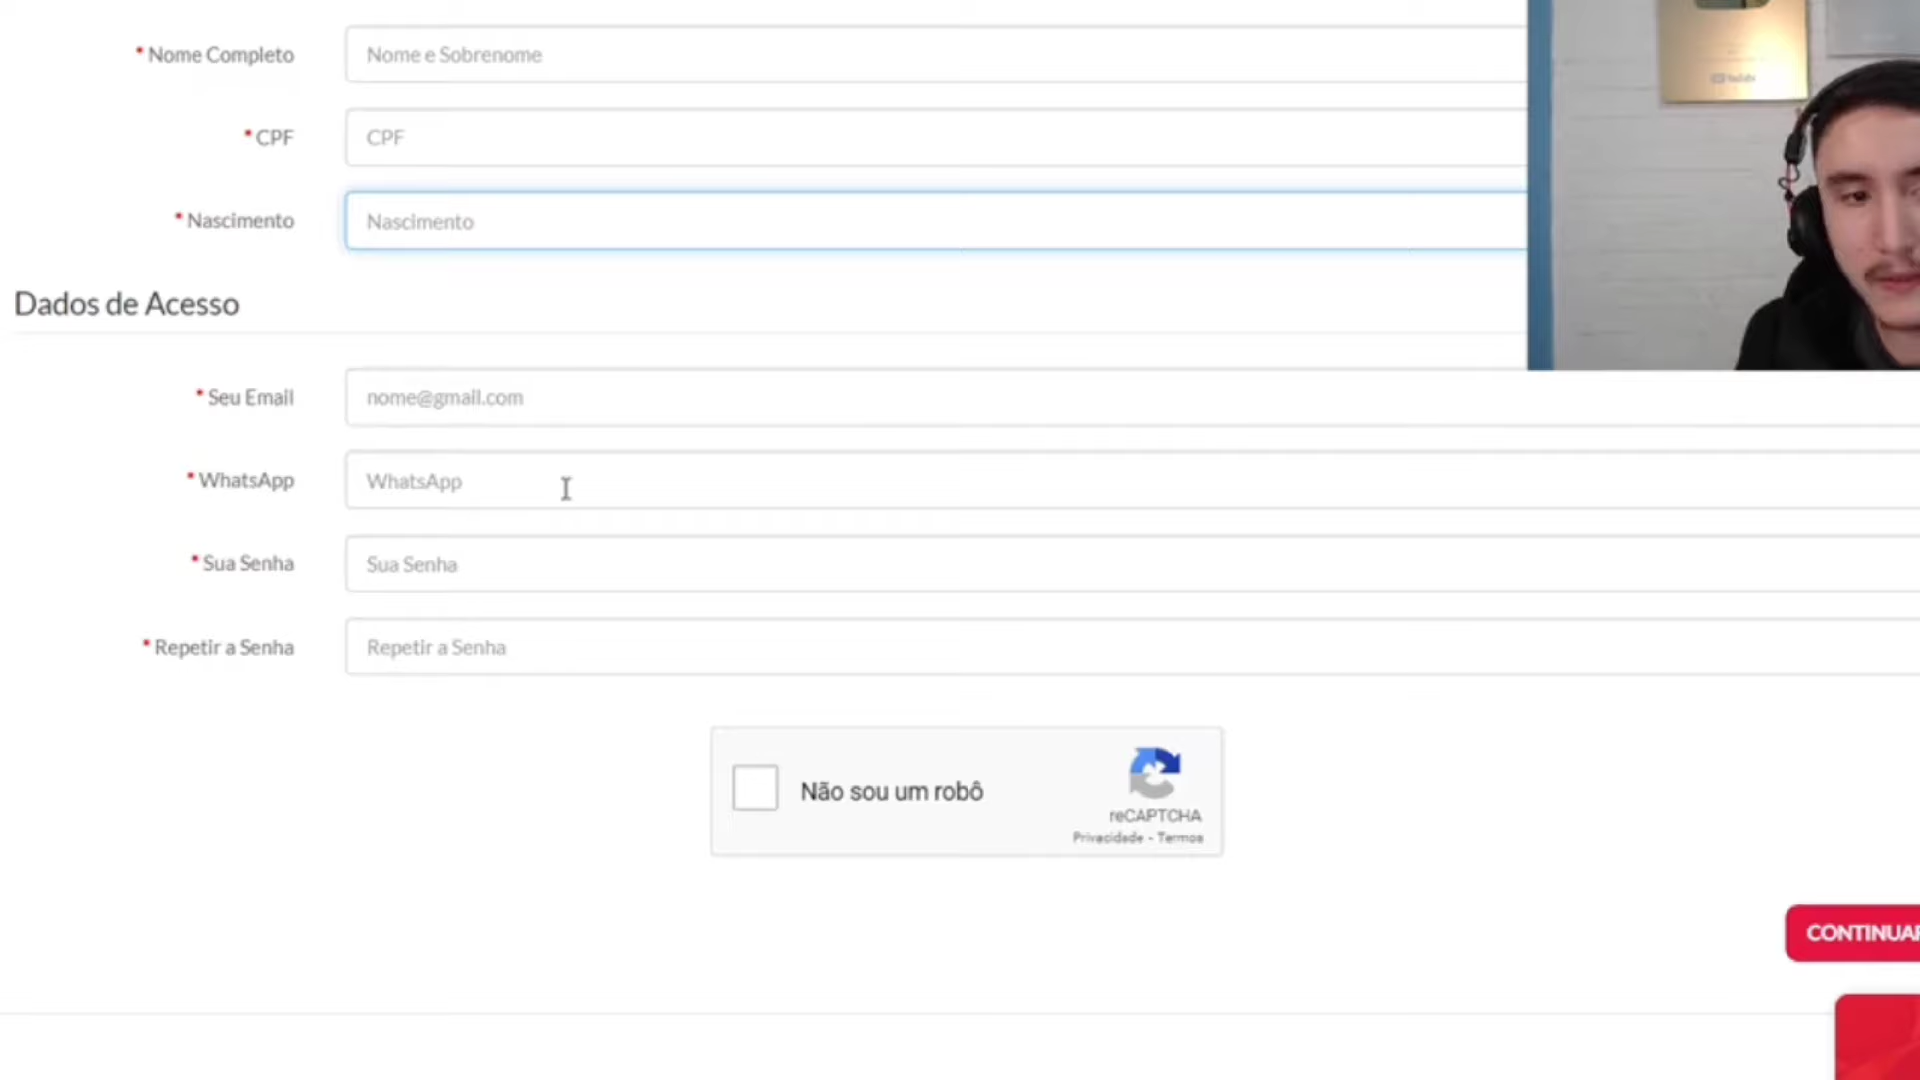 * Nome Completo
Nome e Sobrenome
* CPF
CPF
* Nascimento
Nascimento
Dados de Acesso
* Seu Email
nome@gmail.com
* WhatsApp
WhatsApp
* Sua Senha
Sua Senha
* Repetir a Senha
Repetir a Senha
Não sou um robô
reCAPTCHA
Privacidade - Termos
CONTINUAR